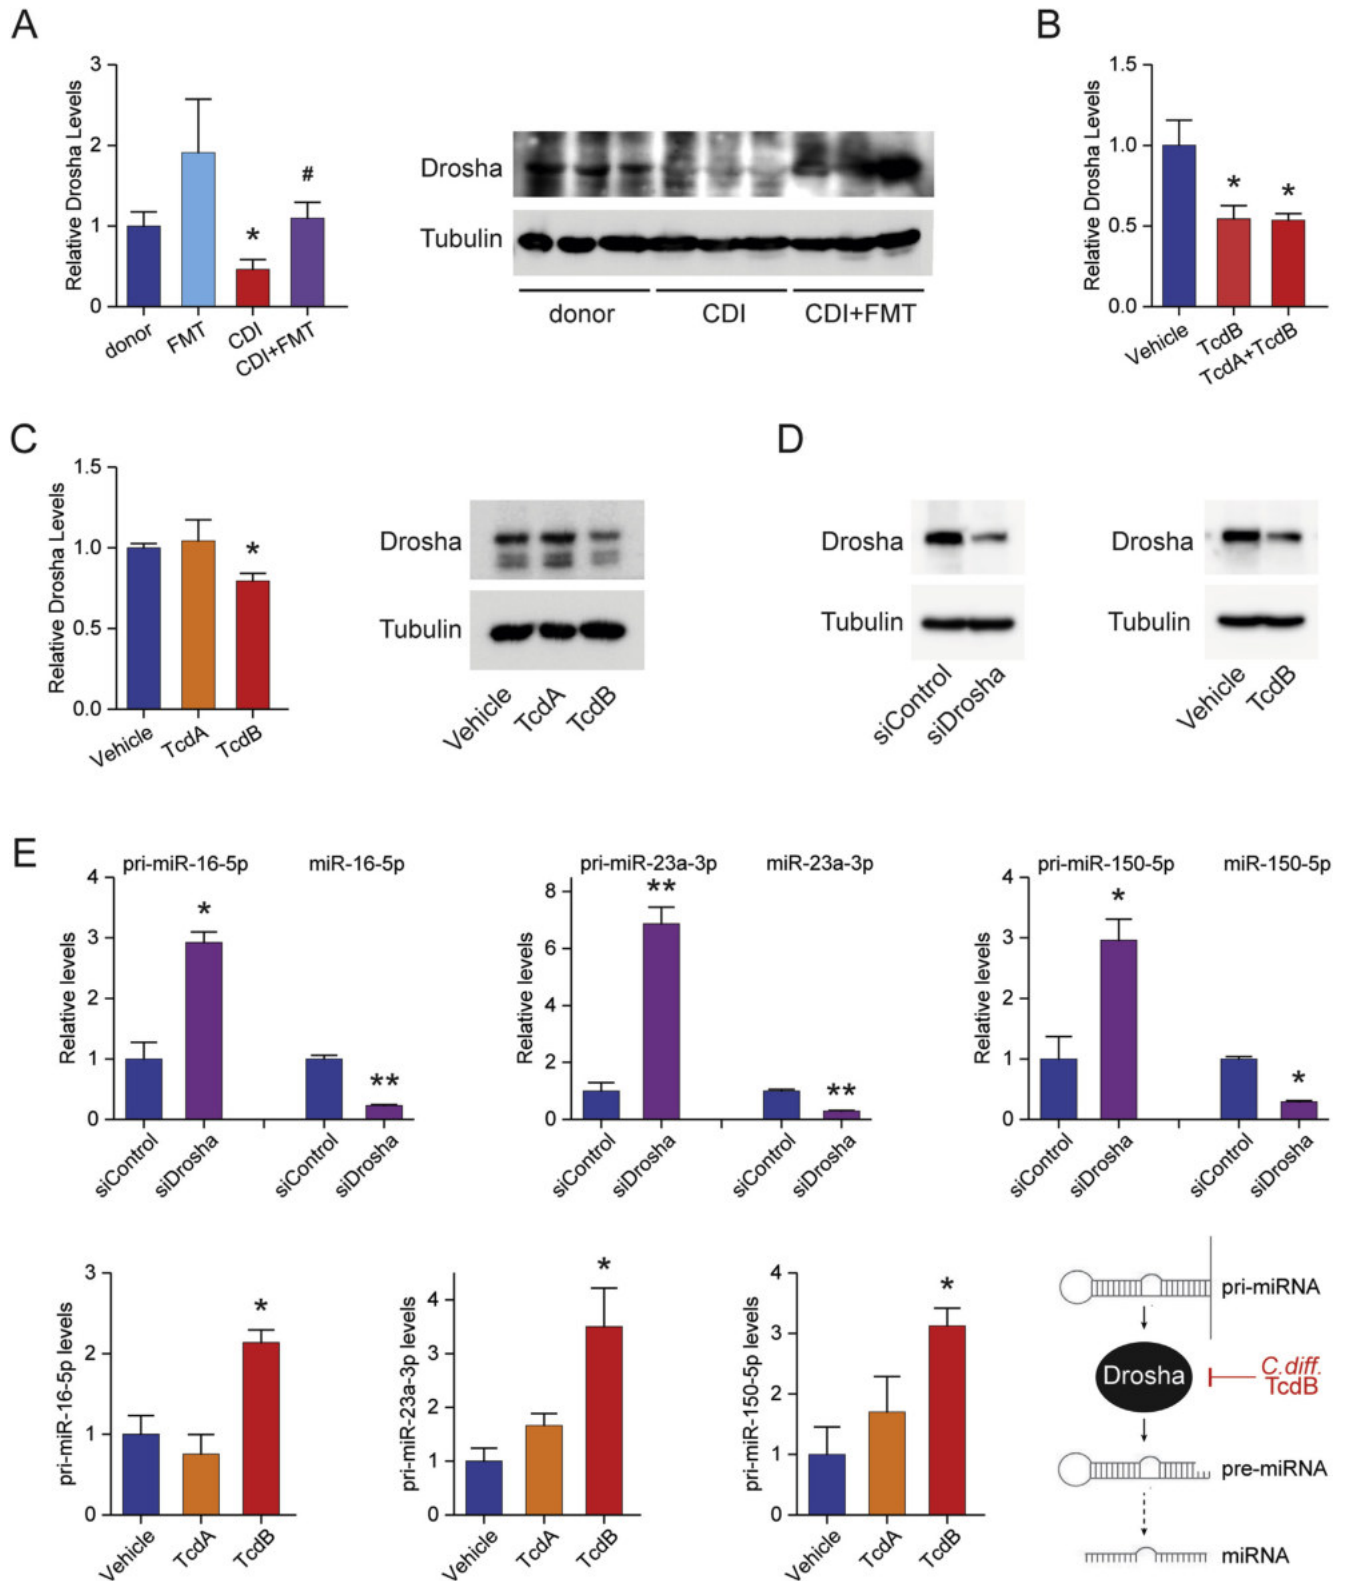 A
Relative Drosha Levels
3
2
1
0
*
#
donor
FMT
CDI
CDI+FMT
Drosha
Tubulin
donor
CDI
CDI+FMT
B
Relative Drosha Levels
1.5
1.0
0.5
0.0
*
*
Vehicle
TcdB
TcdA+TcdB
C
Relative Drosha Levels
1.5
1.0
0.5
0.0
*
Vehicle
TcdA
TcdB
Drosha
Tubulin
Vehicle
TcdA
TcdB
D
Drosha
Tubulin
siControl
siDrosha
Drosha
Tubulin
Vehicle
TcdB
E
pri-miR-16-5p
miR-16-5p
Relative levels
4
3
2
1
0
*
**
siControl
siDrosha
siControl
siDrosha
pri-miR-23a-3p
miR-23a-3p
Relative levels
8
6
4
2
0
**
**
siControl
siDrosha
siControl
siDrosha
pri-miR-150-5p
miR-150-5p
Relative levels
4
3
2
1
0
*
*
siControl
siDrosha
siControl
siDrosha
pri-miR-16-5p levels
3
2
1
0
*
Vehicle
TcdA
TcdB
pri-miR-23a-3p levels
4
3
2
1
0
*
Vehicle
TcdA
TcdB
pri-miR-150-5p levels
4
3
2
1
0
*
Vehicle
TcdA
TcdB
pri-miRNA
Drosha
C.diff.
TcdB
pre-miRNA
miRNA